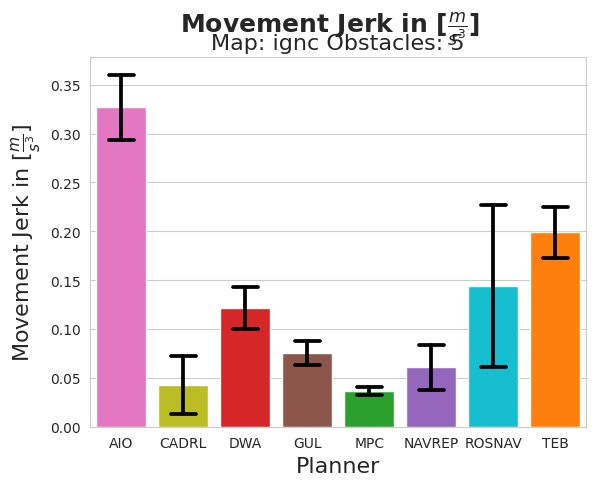 Movement Jerk in [m/s³]
Map: ignc Obstacles: 5
Movement Jerk in [m/s³]
0.35
0.30
0.25
0.20
0.15
0.10
0.05
0.00
AIO CADRL DWA GUL MPC NAVREP ROSNAV TEB
Planner